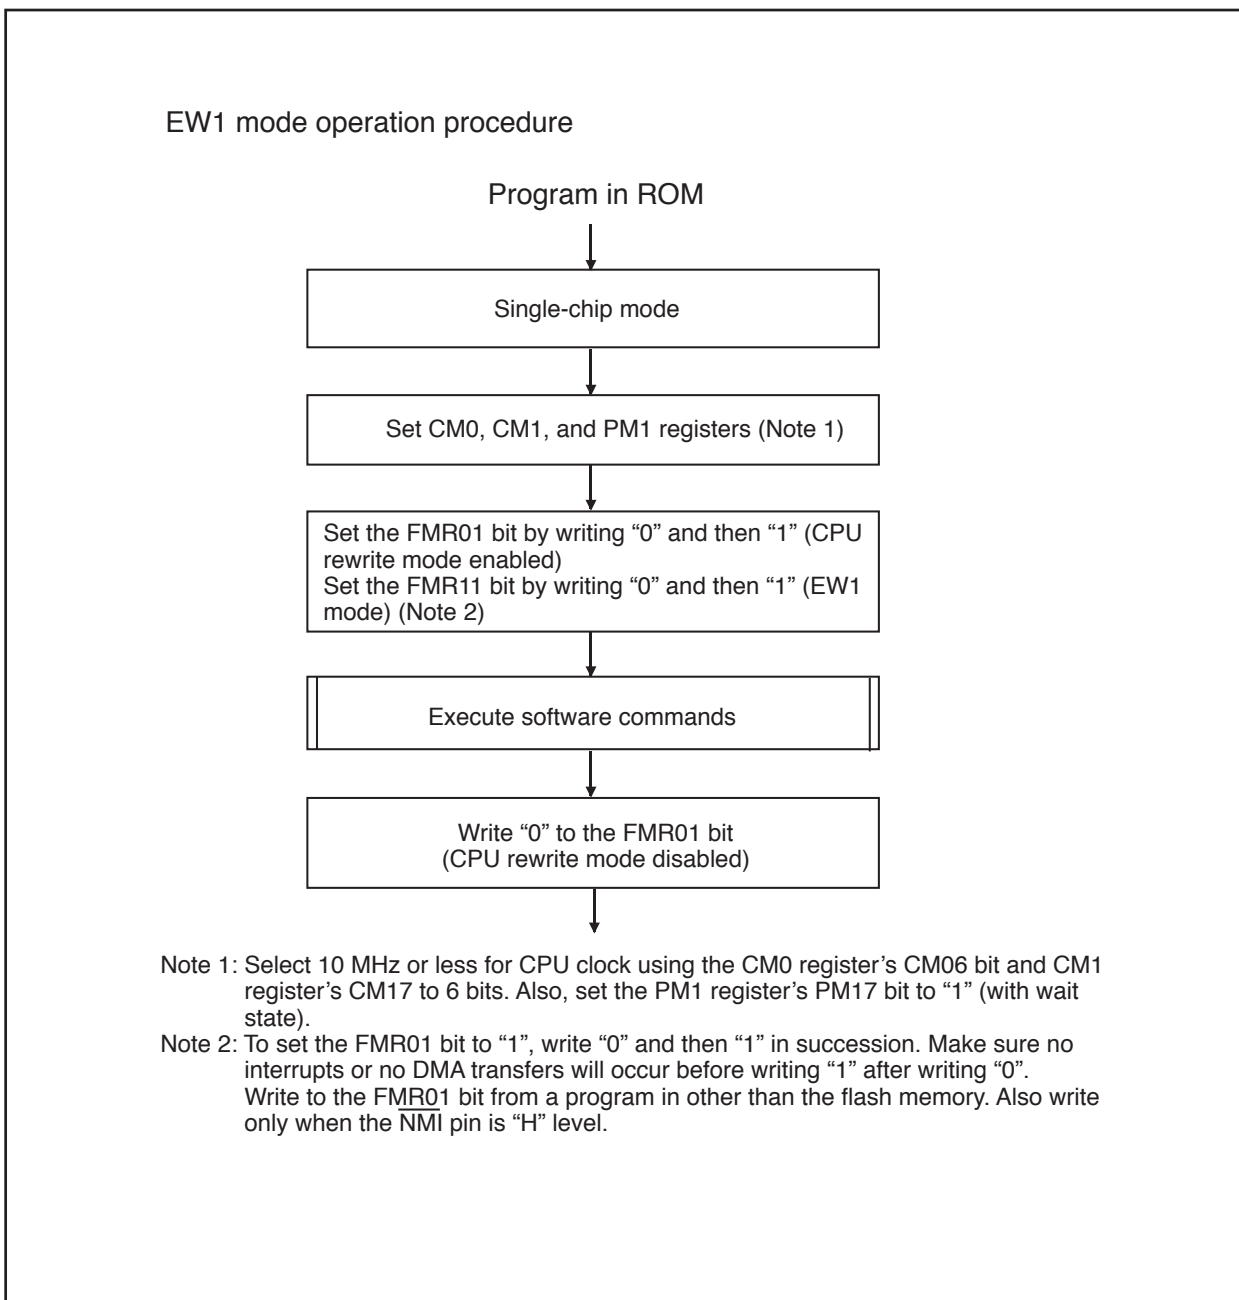 EW1 mode operation procedure
Program in ROM
Single-chip mode
Set CM0, CM1, and PM1 registers (Note 1)
Set the FMR01 bit by writing “0” and then “1” (CPU
rewrite mode enabled)
Set the FMR11 bit by writing “0” and then “1” (EW1
mode) (Note 2)
Execute software commands
Write “0” to the FMR01 bit
(CPU rewrite mode disabled)
Note 1: Select 10 MHz or less for CPU clock using the CM0 register’s CM06 bit and CM1
register’s CM17 to 6 bits. Also, set the PM1 register’s PM17 bit to “1” (with wait
state).
Note 2: To set the FMR01 bit to “1”, write “0” and then “1” in succession. Make sure no
interrupts or no DMA transfers will occur before writing “1” after writing “0”.
Write to the FMR01 bit from a program in other than the flash memory. Also write
only when the NMI pin is “H” level.